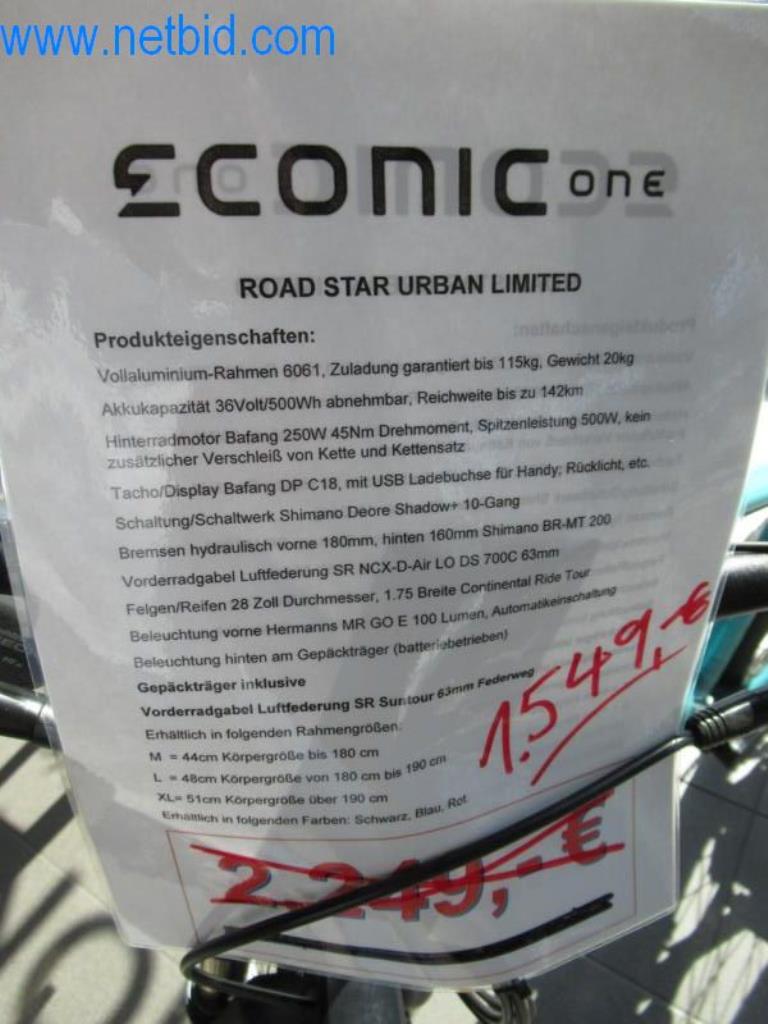 www.netbid.com
ECONIC ONE
ROAD STAR URBAN LIMITED
Produkteigenschaften:
Vollaluminium-Rahmen 6061, Zuladung garantiert bis 115kg, Gewicht 20kg
Akkukapazität 36Volt/500Wh abnehmbar, Reichweite bis zu 142km
Hinterradmotor Bafang 250W 45Nm Drehmoment, Spitzenleistung 500W, kein
zusätzlicher Verschleiß von Kette und Kettensatz
Tacho/Display Bafang DP C18, mit USB Ladebuchse für Handy, Rücklicht, etc.
Schaltung/Schaltwerk Shimano Deore Shadow+ 10-Gang
Bremsen hydraulisch vorne 180mm, hinten 160mm Shimano BR-MT 200
Vorderradgabel Luftfederung SR NCX-D-Air LO DS 700C 63mm
Felgen/Reifen 28 Zoll Durchmesser, 1.75 Breite Continental Ride Tour
Beleuchtung vorne Hermanns MR GO E 100 Lumen, Automatikeinschaltung
Beleuchtung hinten am Gepäckträger (batteriebetrieben)
Gepäckträger inklusive
Vorderradgabel Luftfederung SR Suntour 63mm Federweg
Erhältlich in folgenden Rahmengrößen:
M = 44cm Körpergröße bis 180 cm
L = 48cm Körpergröße von 180 cm bis 190 cm
XL= 51cm Körpergröße über 190 cm
Erhältlich in folgenden Farben: Schwarz, Blau, Rot
1.549,-€
2.249,-€